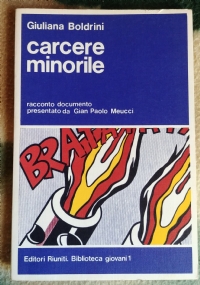 Giuliana Boldrini
carcere
minorile
racconto documento
presentato da Gian Paolo Meucci
Editori Riuniti. Biblioteca giovani 1